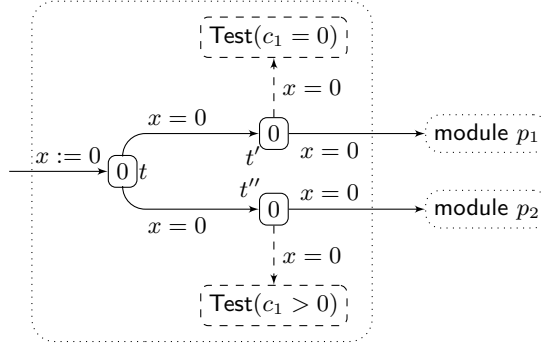 Test(c₁ = 0)
x = 0
x = 0
0
module p₁
t′
x = 0
x := 0
0
t
t″
x = 0
0
module p₂
x = 0
x = 0
Test(c₁ > 0)